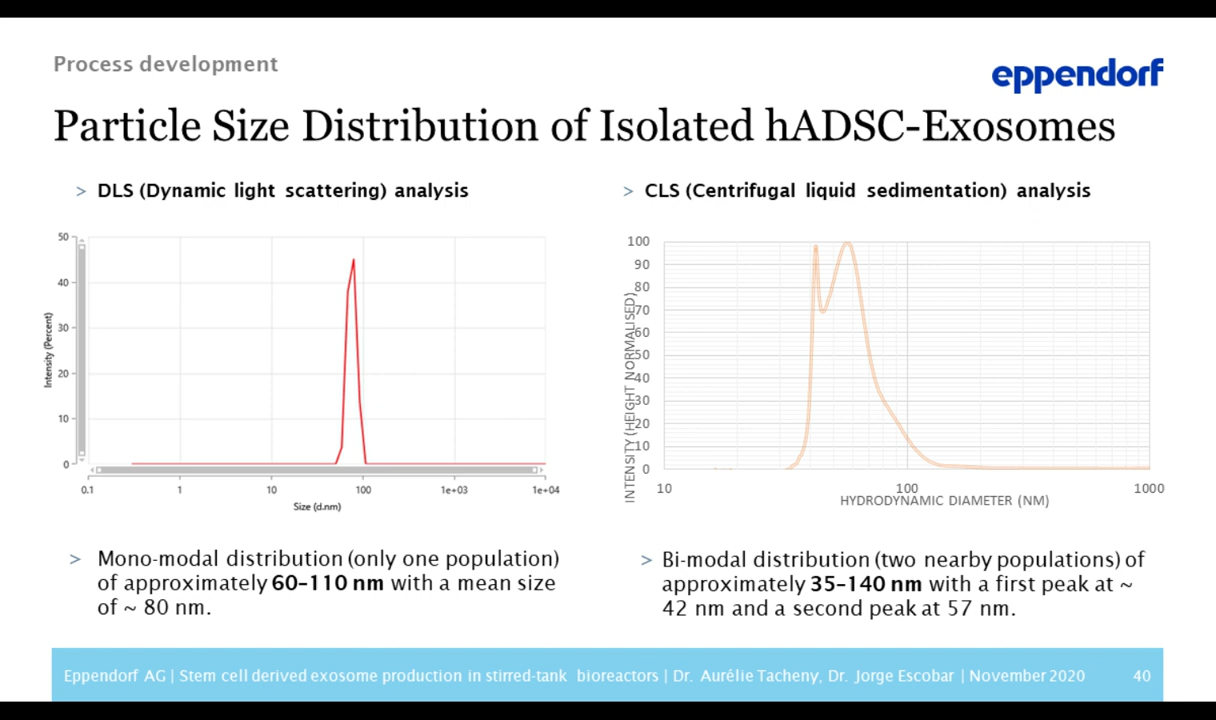 Process development
eppendorf
Particle Size Distribution of Isolated hADSC-Exosomes
> DLS (Dynamic light scattering) analysis
50
40
30
20
10
0
Intensity (Percent)
0.1 1 10 100 1e+03 1e+04
Size (d.nm)
> Mono-modal distribution (only one population)
of approximately 60–110 nm with a mean size
of ~ 80 nm.
> CLS (Centrifugal liquid sedimentation) analysis
100
90
80
70
60
50
40
30
20
10
0
INTENSITY (HEIGHT NORMALISED)
10 100 1000
HYDRODYNAMIC DIAMETER (NM)
> Bi-modal distribution (two nearby populations) of
approximately 35–140 nm with a first peak at ~
42 nm and a second peak at 57 nm.
Eppendorf AG | Stem cell derived exosome production in stirred-tank bioreactors | Dr. Aurélie Tacheny, Dr. Jorge Escobar | November 2020 40